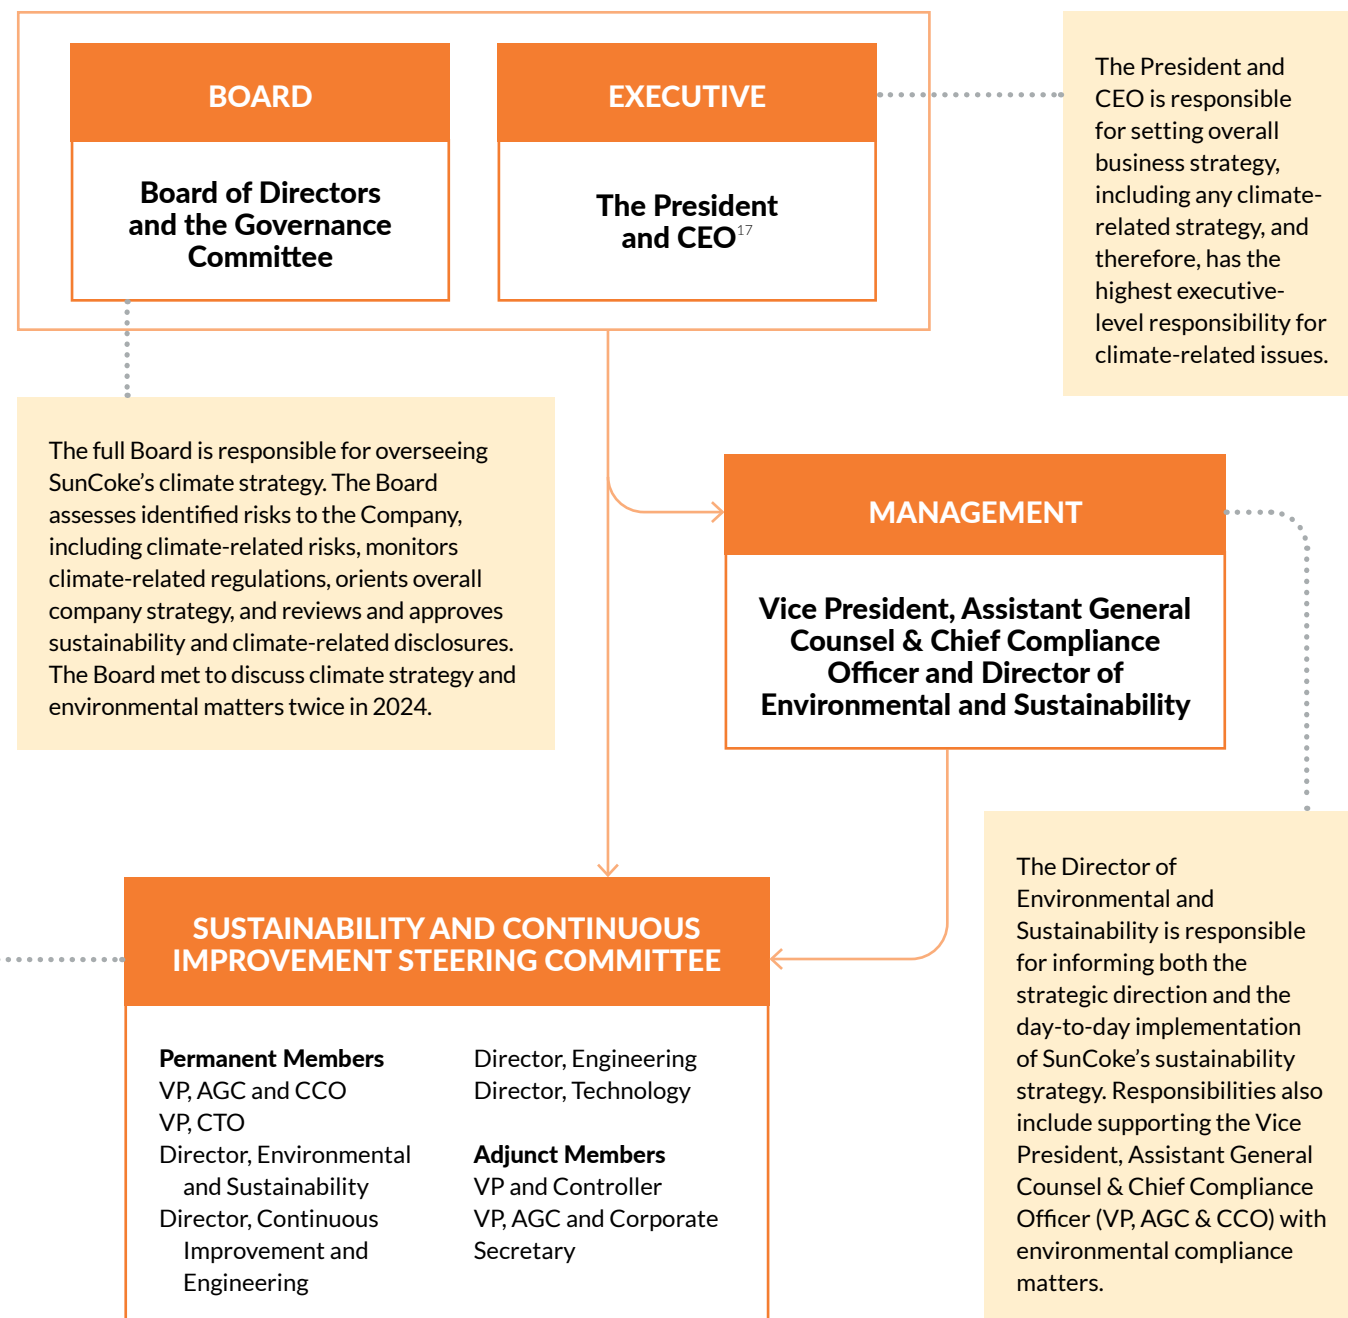 BOARD
Board of Directors
and the Governance
Committee
EXECUTIVE
The President
and CEO17
The President and
CEO is responsible
for setting overall
business strategy,
including any climate-
related strategy, and
therefore, has the
highest executive-
level responsibility for
climate-related issues.
The full Board is responsible for overseeing
SunCoke’s climate strategy. The Board
assesses identified risks to the Company,
including climate-related risks, monitors
climate-related regulations, orients overall
company strategy, and reviews and approves
sustainability and climate-related disclosures.
The Board met to discuss climate strategy and
environmental matters twice in 2024.
MANAGEMENT
Vice President, Assistant General
Counsel & Chief Compliance
Officer and Director of
Environmental and Sustainability
The Director of
Environmental and
Sustainability is responsible
for informing both the
strategic direction and the
day-to-day implementation
of SunCoke’s sustainability
strategy. Responsibilities also
include supporting the Vice
President, Assistant General
Counsel & Chief Compliance
Officer (VP, AGC & CCO) with
environmental compliance
matters.
SUSTAINABILITY AND CONTINUOUS
IMPROVEMENT STEERING COMMITTEE
Permanent Members
VP, AGC and CCO
VP, CTO
Director, Environmental
and Sustainability
Director, Continuous
Improvement and
Engineering
Director, Engineering
Director, Technology
Adjunct Members
VP and Controller
VP, AGC and Corporate
Secretary